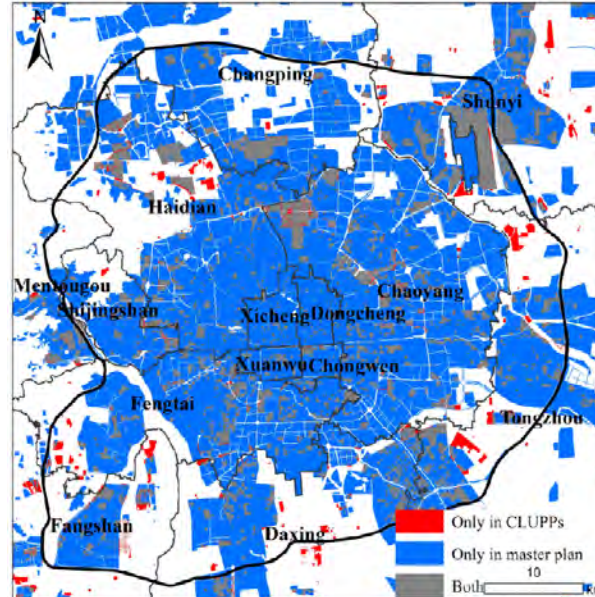 N
Changping
Shunyi
Haidian
Mentougou
Shijingshan
Chaoyang
Xicheng
Dongcheng
Xuanwu
Chongwen
Fengtai
Tongzhou
Fangshan
Daxing
Only in CLUPPs
Only in master plan
Both
10